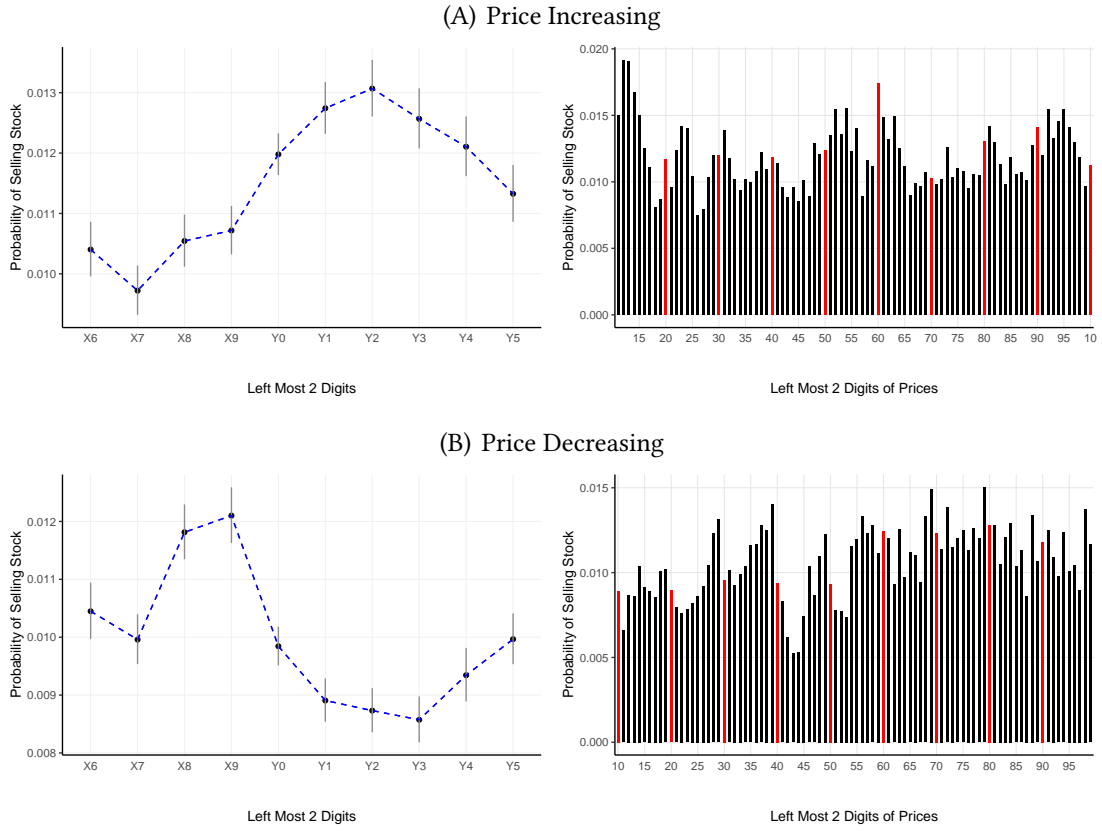 (A) Price Increasing
Probability of Selling Stock
0.013
0.012
0.011
0.010
X6 X7 X8 X9 Y0 Y1 Y2 Y3 Y4 Y5
Left Most 2 Digits
Probability of Selling Stock
0.020
0.015
0.010
0.005
0.000
15 20 25 30 35 40 45 50 55 60 65 70 75 80 85 90 95 10
Left Most 2 Digits of Prices
(B) Price Decreasing
Probability of Selling Stock
0.012
0.011
0.010
0.009
0.008
X6 X7 X8 X9 Y0 Y1 Y2 Y3 Y4 Y5
Left Most 2 Digits
Probability of Selling Stock
0.015
0.010
0.005
0.000
10 15 20 25 30 35 40 45 50 55 60 65 70 75 80 85 90 95
Left Most 2 Digits of Prices